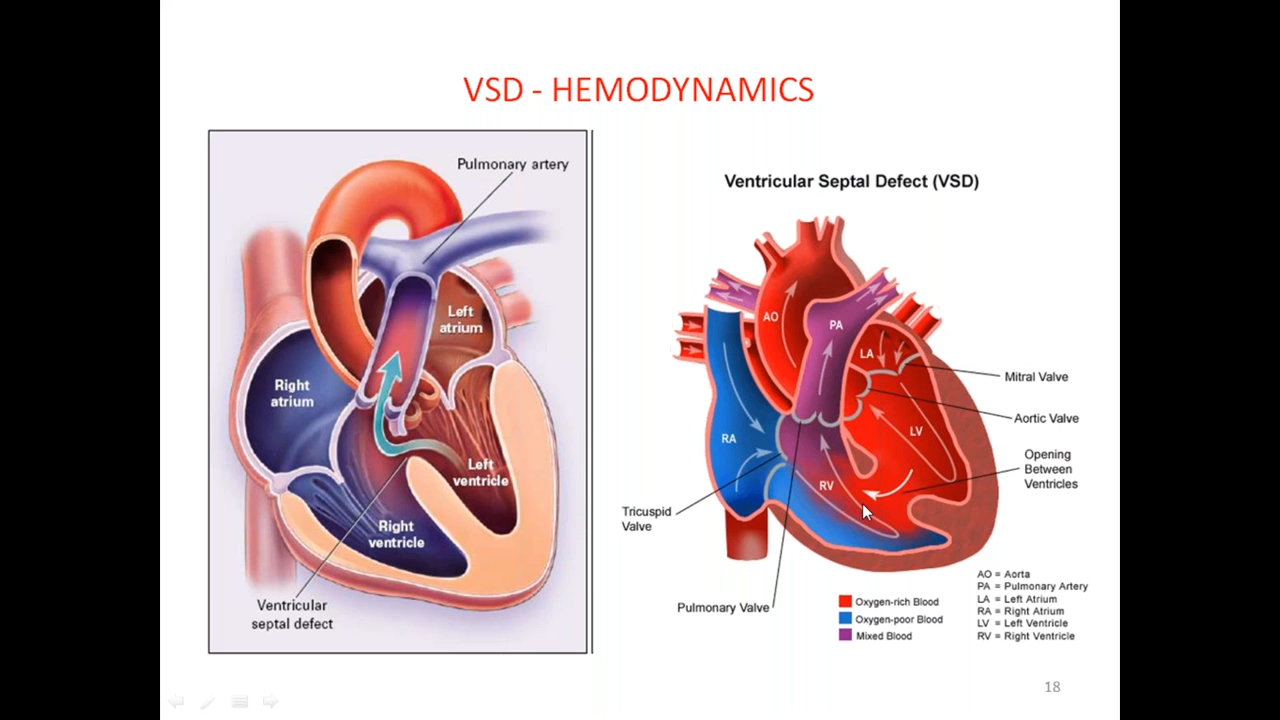 VSD - HEMODYNAMICS
Pulmonary artery
Left
atrium
Right
atrium
Left
ventricle
Right
ventricle
Ventricular
septal defect
Ventricular Septal Defect (VSD)
AO
PA
LA
Mitral Valve
Aortic Valve
LV
RA
Opening
Between
Ventricles
RV
Tricuspid
Valve
Pulmonary Valve
Oxygen-rich Blood
Oxygen-poor Blood
Mixed Blood
AO = Aorta
PA = Pulmonary Artery
LA = Left Atrium
RA = Right Atrium
LV = Left Ventricle
RV = Right Ventricle
18